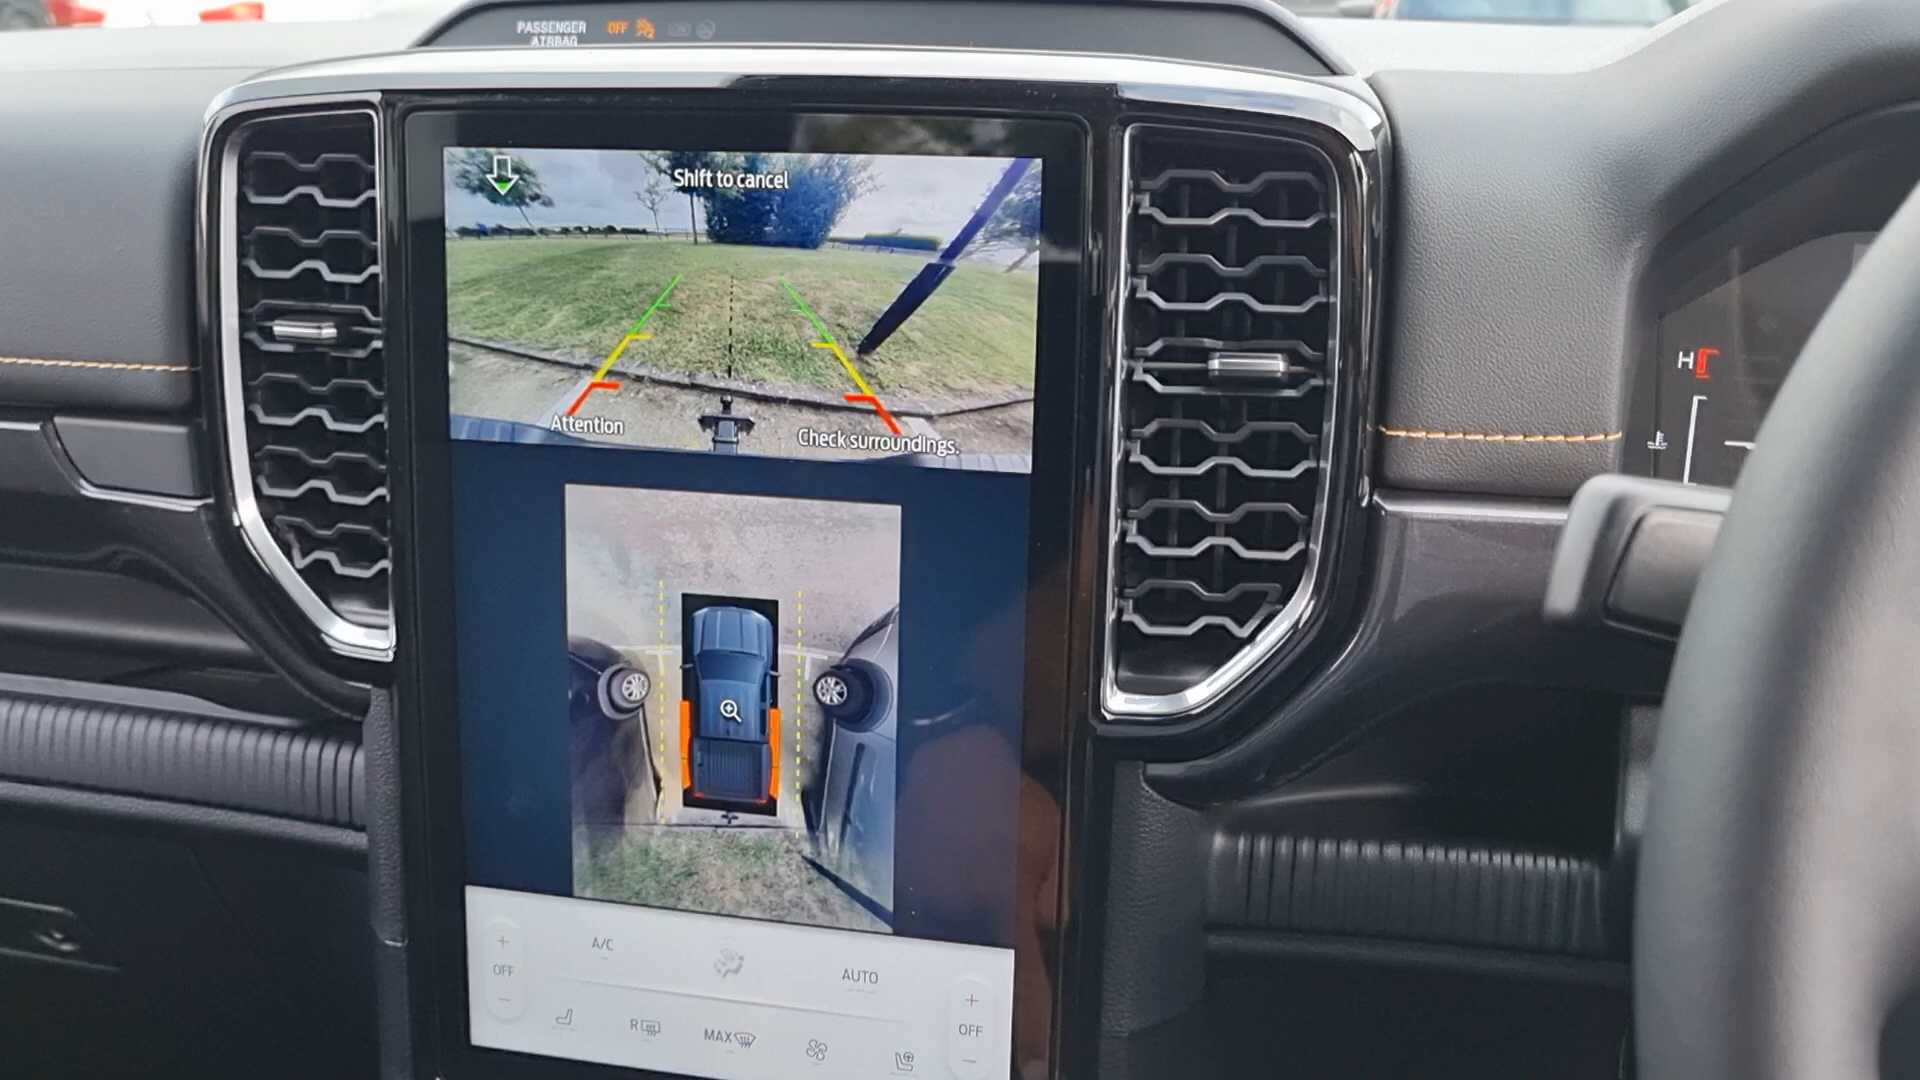 PASSENGER
AIRBAG
OFF
Shift to cancel
Attention
Check surroundings.
H
A/C
AUTO
OFF
OFF
R
MAX